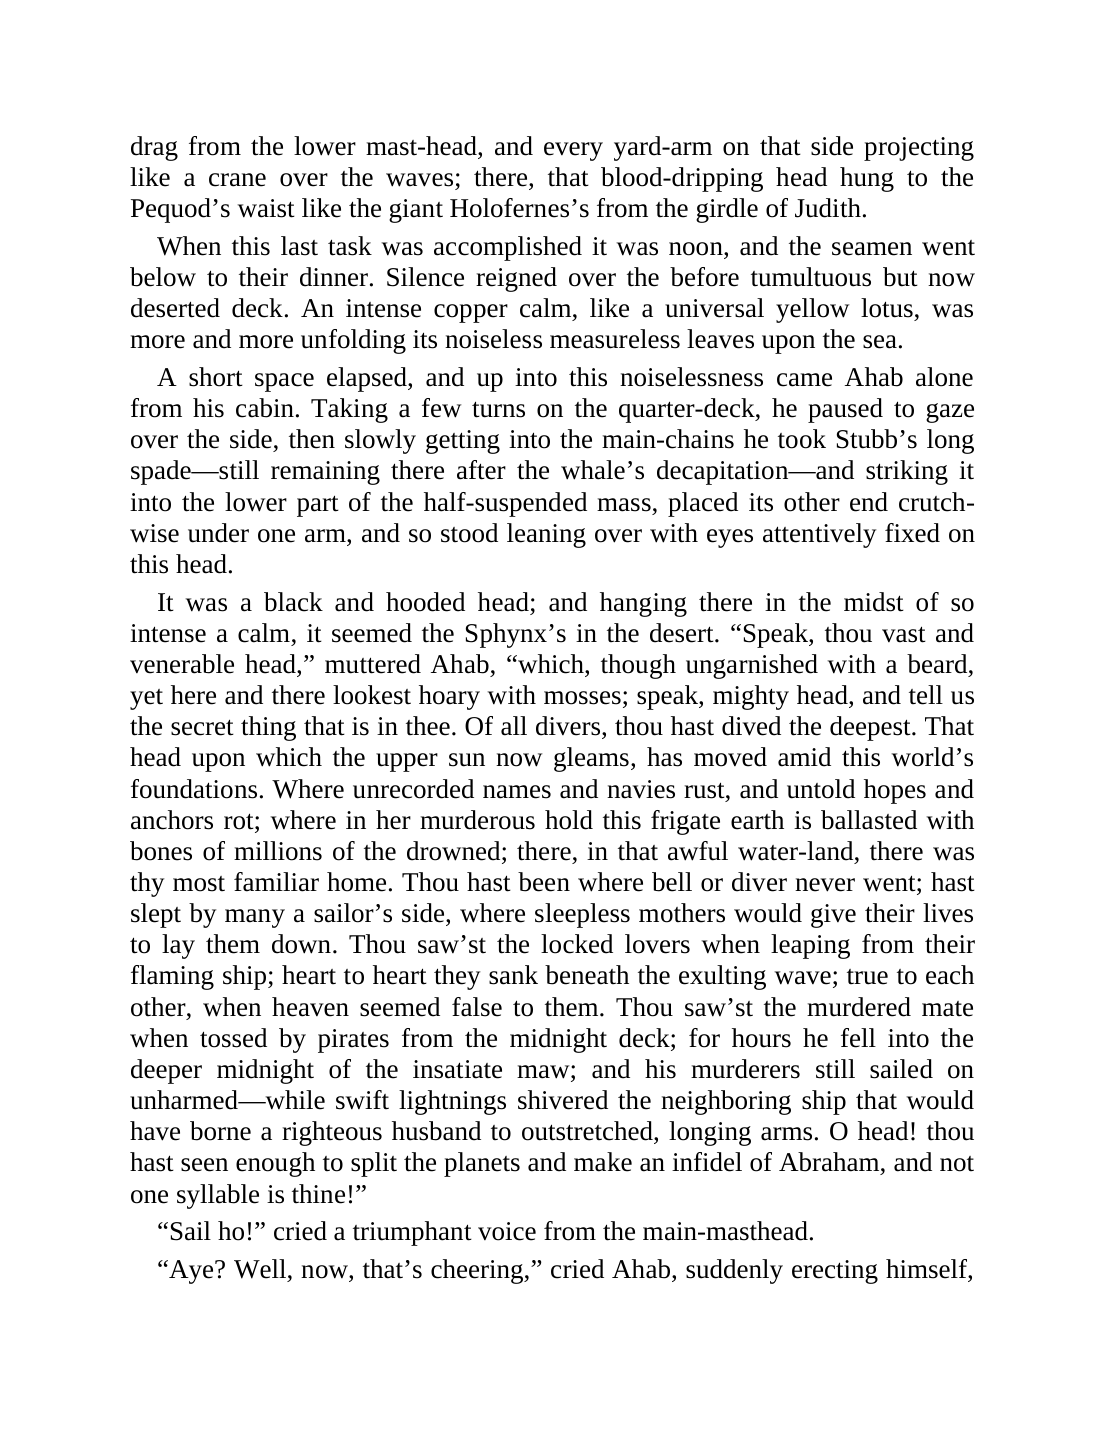 drag from the lower mast-head, and every yard-arm on that side projecting
like a crane over the waves; there, that blood-dripping head hung to the
Pequod’s waist like the giant Holofernes’s from the girdle of Judith.
When this last task was accomplished it was noon, and the seamen went
below to their dinner. Silence reigned over the before tumultuous but now
deserted deck. An intense copper calm, like a universal yellow lotus, was
more and more unfolding its noiseless measureless leaves upon the sea.
A short space elapsed, and up into this noiselessness came Ahab alone
from his cabin. Taking a few turns on the quarter-deck, he paused to gaze
over the side, then slowly getting into the main-chains he took Stubb’s long
spade—still remaining there after the whale’s decapitation—and striking it
into the lower part of the half-suspended mass, placed its other end crutch-
wise under one arm, and so stood leaning over with eyes attentively fixed on
this head.
It was a black and hooded head; and hanging there in the midst of so
intense a calm, it seemed the Sphynx’s in the desert. “Speak, thou vast and
venerable head,” muttered Ahab, “which, though ungarnished with a beard,
yet here and there lookest hoary with mosses; speak, mighty head, and tell us
the secret thing that is in thee. Of all divers, thou hast dived the deepest. That
head upon which the upper sun now gleams, has moved amid this world’s
foundations. Where unrecorded names and navies rust, and untold hopes and
anchors rot; where in her murderous hold this frigate earth is ballasted with
bones of millions of the drowned; there, in that awful water-land, there was
thy most familiar home. Thou hast been where bell or diver never went; hast
slept by many a sailor’s side, where sleepless mothers would give their lives
to lay them down. Thou saw’st the locked lovers when leaping from their
flaming ship; heart to heart they sank beneath the exulting wave; true to each
other, when heaven seemed false to them. Thou saw’st the murdered mate
when tossed by pirates from the midnight deck; for hours he fell into the
deeper midnight of the insatiate maw; and his murderers still sailed on
unharmed—while swift lightnings shivered the neighboring ship that would
have borne a righteous husband to outstretched, longing arms. O head! thou
hast seen enough to split the planets and make an infidel of Abraham, and not
one syllable is thine!”
“Sail ho!” cried a triumphant voice from the main-masthead.
“Aye? Well, now, that’s cheering,” cried Ahab, suddenly erecting himself,